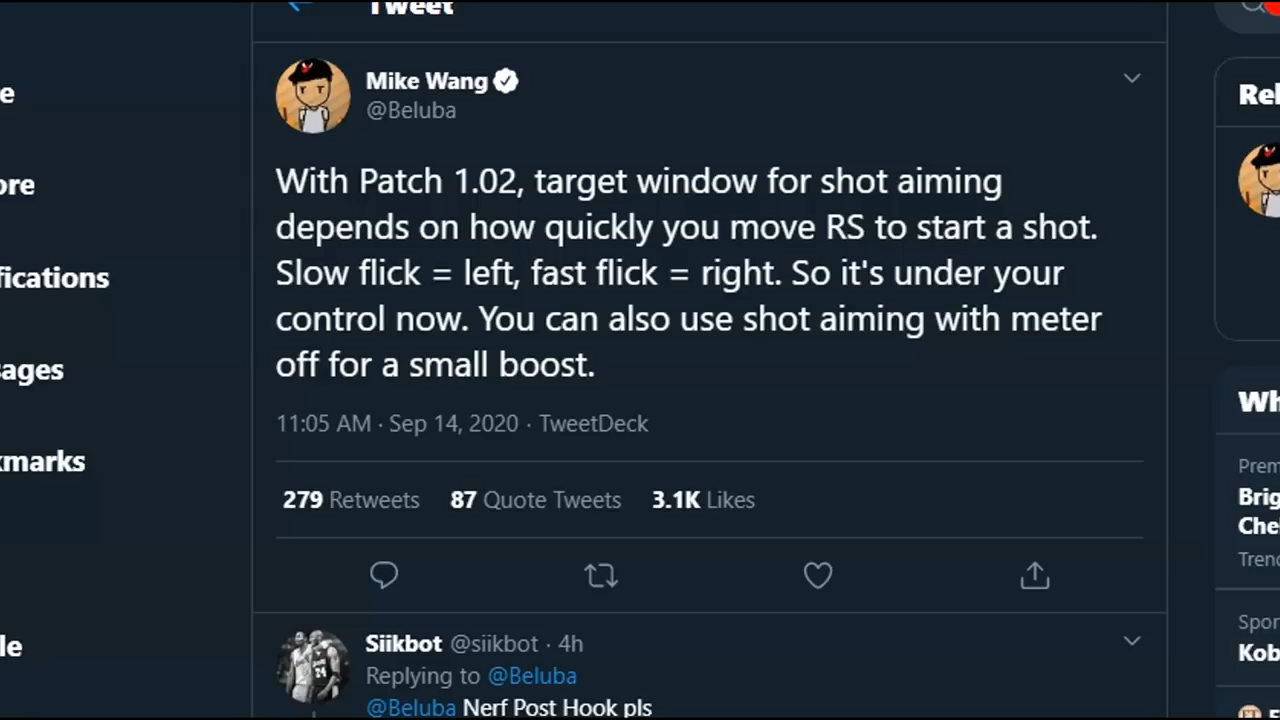 Tweet
Mike Wang
@Beluba
With Patch 1.02, target window for shot aiming
depends on how quickly you move RS to start a shot.
Slow flick = left, fast flick = right. So it's under your
control now. You can also use shot aiming with meter
off for a small boost.
11:05 AM · Sep 14, 2020 · TweetDeck
279 Retweets 87 Quote Tweets 3.1K Likes
Siikbot @siikbot · 4h
Replying to @Beluba
@Beluba Nerf Post Hook pls
e
ore
fications
sages
kmarks
le
Rel
Wh
Prem
Brig
Che
Trend
Spor
Kob
24